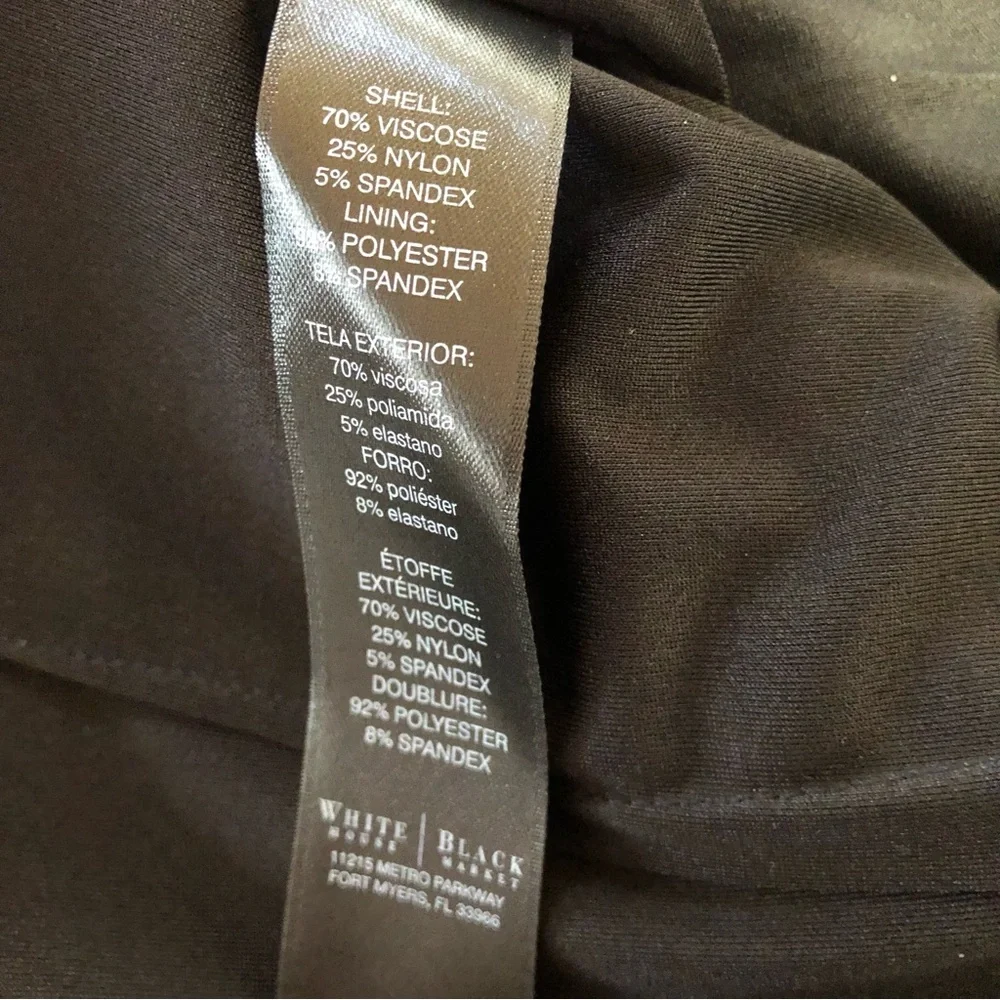 SHELL:
70% VISCOSE
25% NYLON
5% SPANDEX
LINING:
92% POLYESTER
8% SPANDEX
TELA EXTERIOR:
70% viscosa
25% poliamida
5% elastano
FORRO:
92% poliéster
8% elastano
ÉTOFFE
EXTÉRIEURE:
70% VISCOSE
25% NYLON
5% SPANDEX
DOUBLURE:
92% POLYESTER
8% SPANDEX
WHITE | BLACK
HOUSE | MARKET
11215 METRO PARKWAY
FORT MYERS, FL 33966